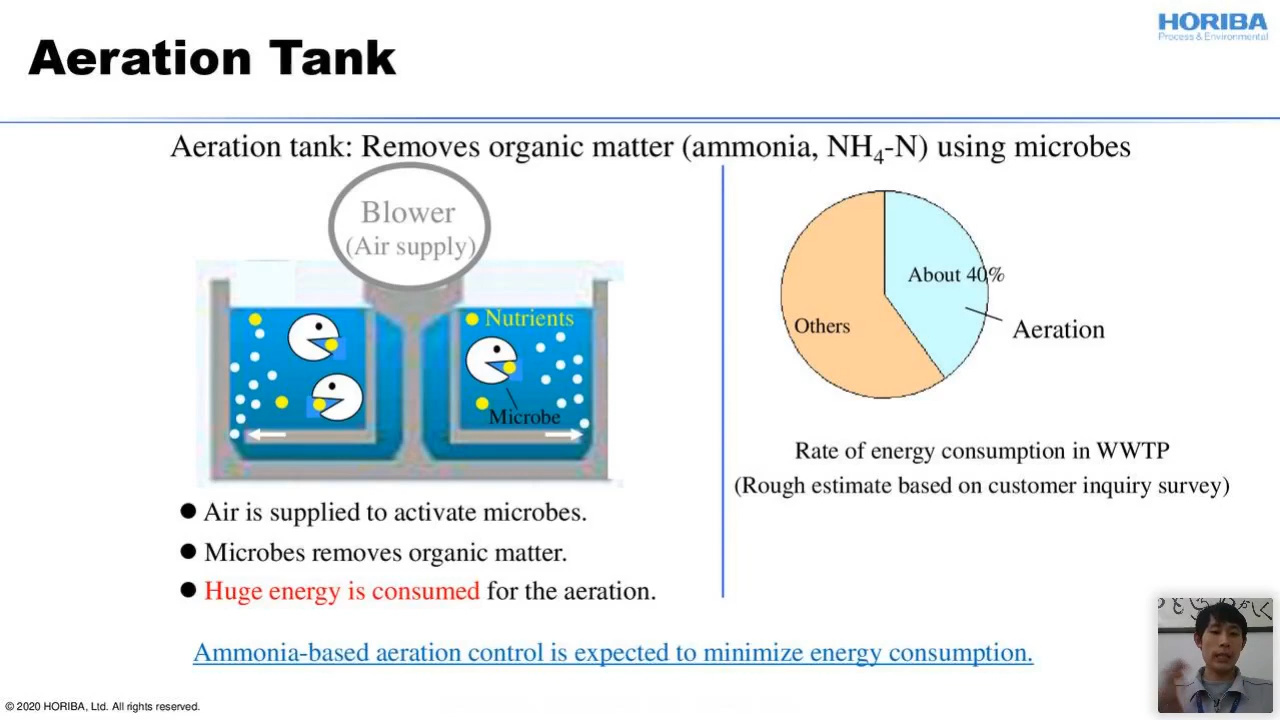 HORIBA
Process & Environmental
Aeration Tank
Aeration tank: Removes organic matter (ammonia, NH₄-N) using microbes
Blower
(Air supply)
Nutrients
Microbe
About 40%
Others
Aeration
Rate of energy consumption in WWTP
(Rough estimate based on customer inquiry survey)
● Air is supplied to activate microbes.
● Microbes removes organic matter.
● Huge energy is consumed for the aeration.
Ammonia-based aeration control is expected to minimize energy consumption.
© 2020 HORIBA, Ltd. All rights reserved.